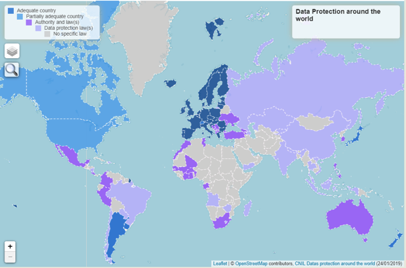 Adequate country
Partially adequate country
Authority and law(s)
Data protection law(s)
No specific law
Data Protection around the
world
+
−
Leaflet | © OpenStreetMap contributors, CNIL Datas protection around the world (24/01/2019)